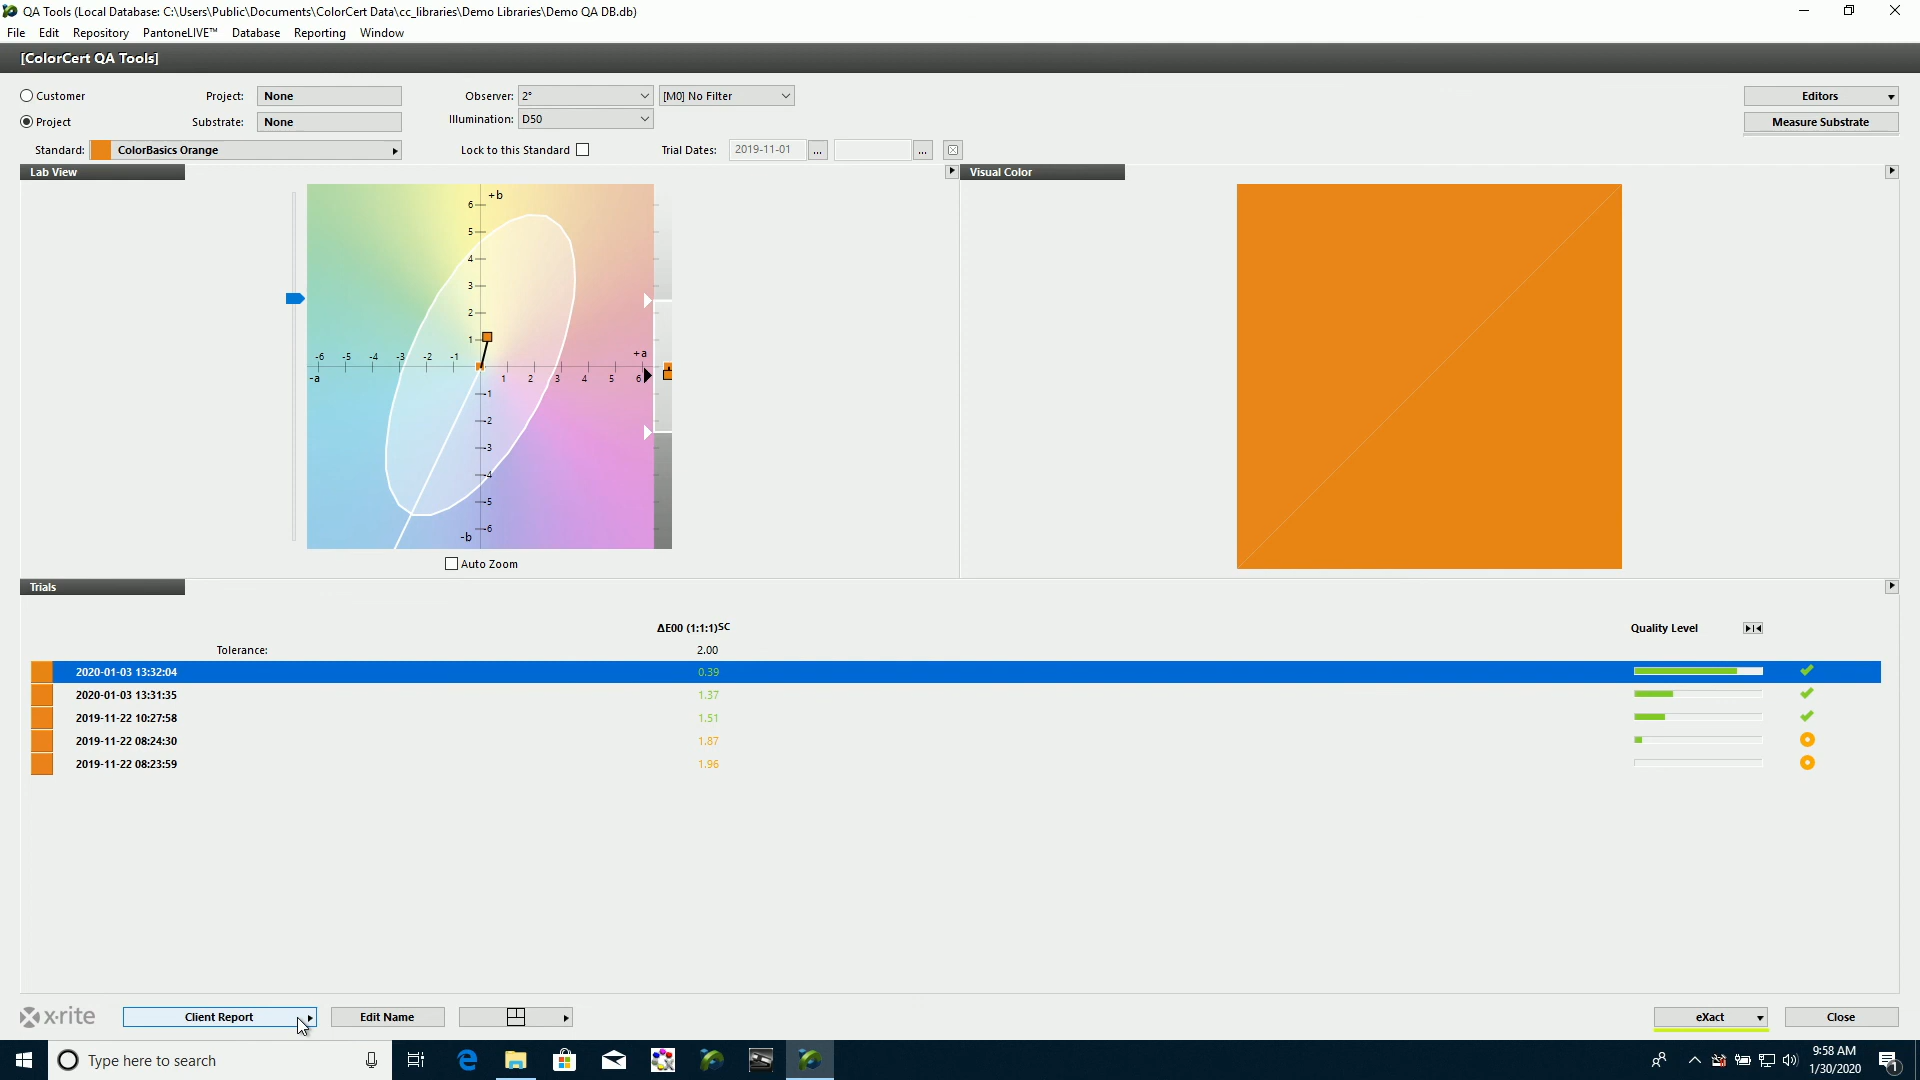 QA Tools (Local Database: C:\Users\Public\Documents\ColorCert Data\cc_libraries\Demo Libraries\Demo QA DB.db)
File Edit Repository PantoneLIVE™ Database Reporting Window
[ColorCert QA Tools]
Customer Project: None Observer: 2° [M0] No Filter Editors
Project Substrate: None Illumination: D50 Measure Substrate
Standard: ColorBasics Orange Lock to this Standard Trial Dates: 2019-11-01 ... ...
Lab View Visual Color
+b
6
5
4
3
2
1
-6 -5 -4 -3 -2 -1 +a
-a 1 2 3 4 5 6
-1
-2
-3
-4
-5
-6
-b
Auto Zoom
Trials
ΔE00 (1:1:1)SC Quality Level
Tolerance: 2.00
2020-01-03 13:32:04 0.39
2020-01-03 13:31:35 1.37
2019-11-22 10:27:58 1.51
2019-11-22 08:24:30 1.87
2019-11-22 08:23:59 1.96
x·rite Client Report Edit Name eXact Close
Type here to search 9:58 AM
1/30/2020 1